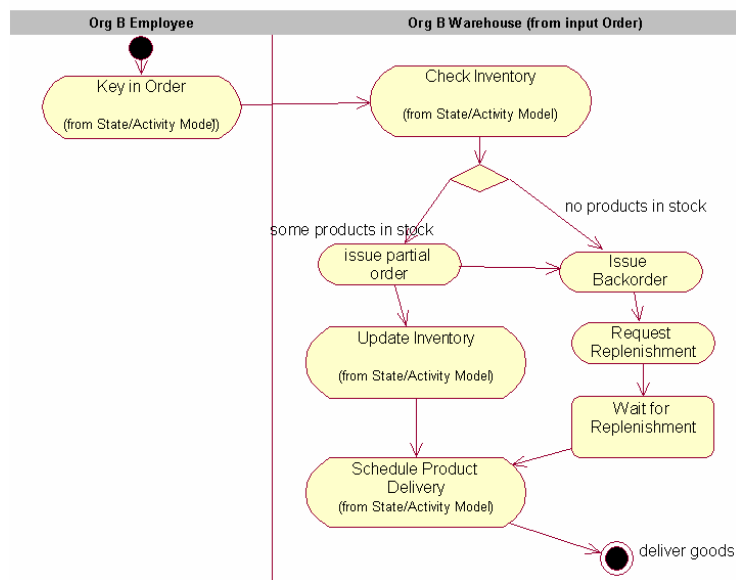 Org B Employee
Org B Warehouse (from input Order)
Key in Order
(from State/Activity Model)
Check Inventory
(from State/Activity Model)
no products in stock
some products in stock
issue partial
order
Issue
Backorder
Update Inventory
(from State/Activity Model)
Request
Replenishment
Wait for
Replenishment
Schedule Product
Delivery
(from State/Activity Model)
deliver goods